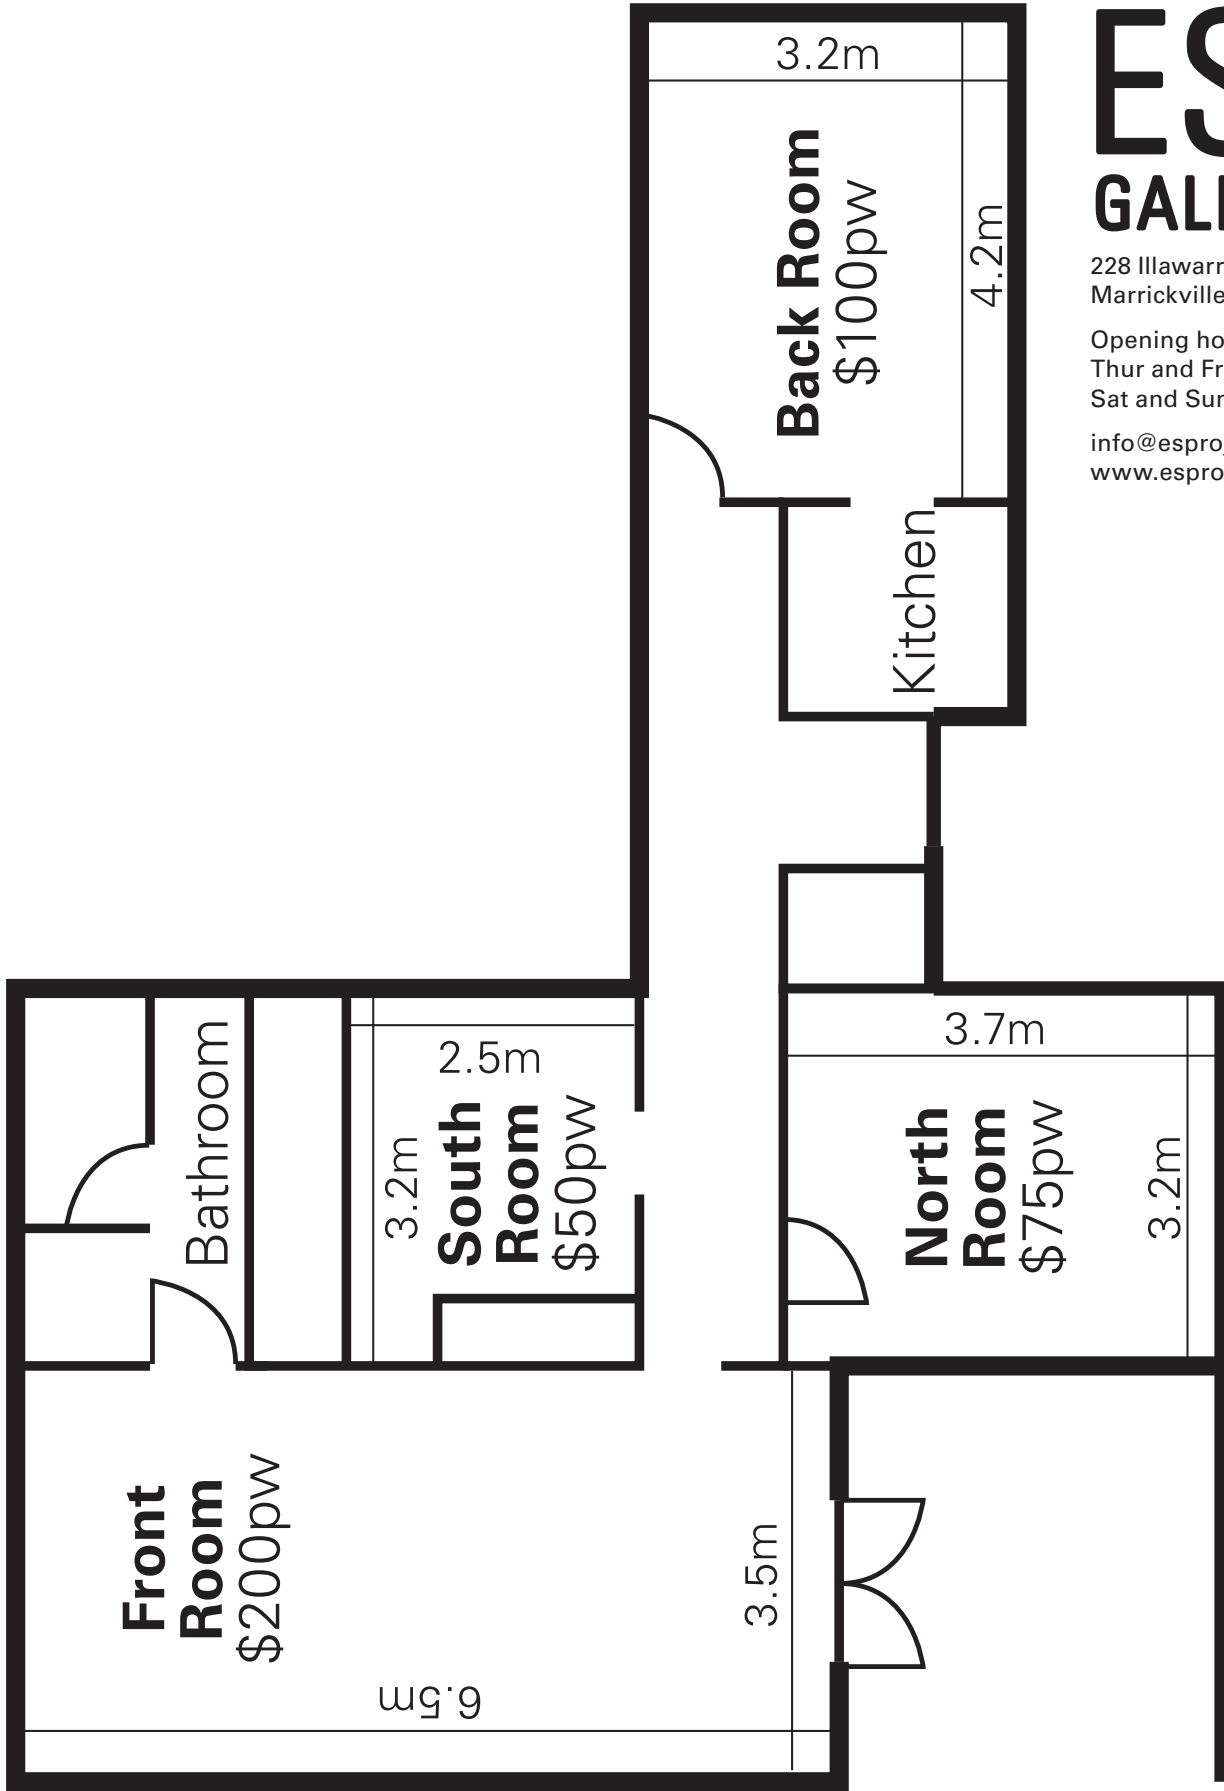 ES
GAL
228 Illawarr
Marrickville
Opening ho
Thur and Fr
Sat and Sun
info@espro
www.espro
3.2m
Back Room
$100pw
4.2m
Kitchen
Bathroom
2.5m
3.2m
South
Room
$50pw
3.7m
North
Room
$75pw
3.2m
Front
Room
$200pw
3.5m
6.5m